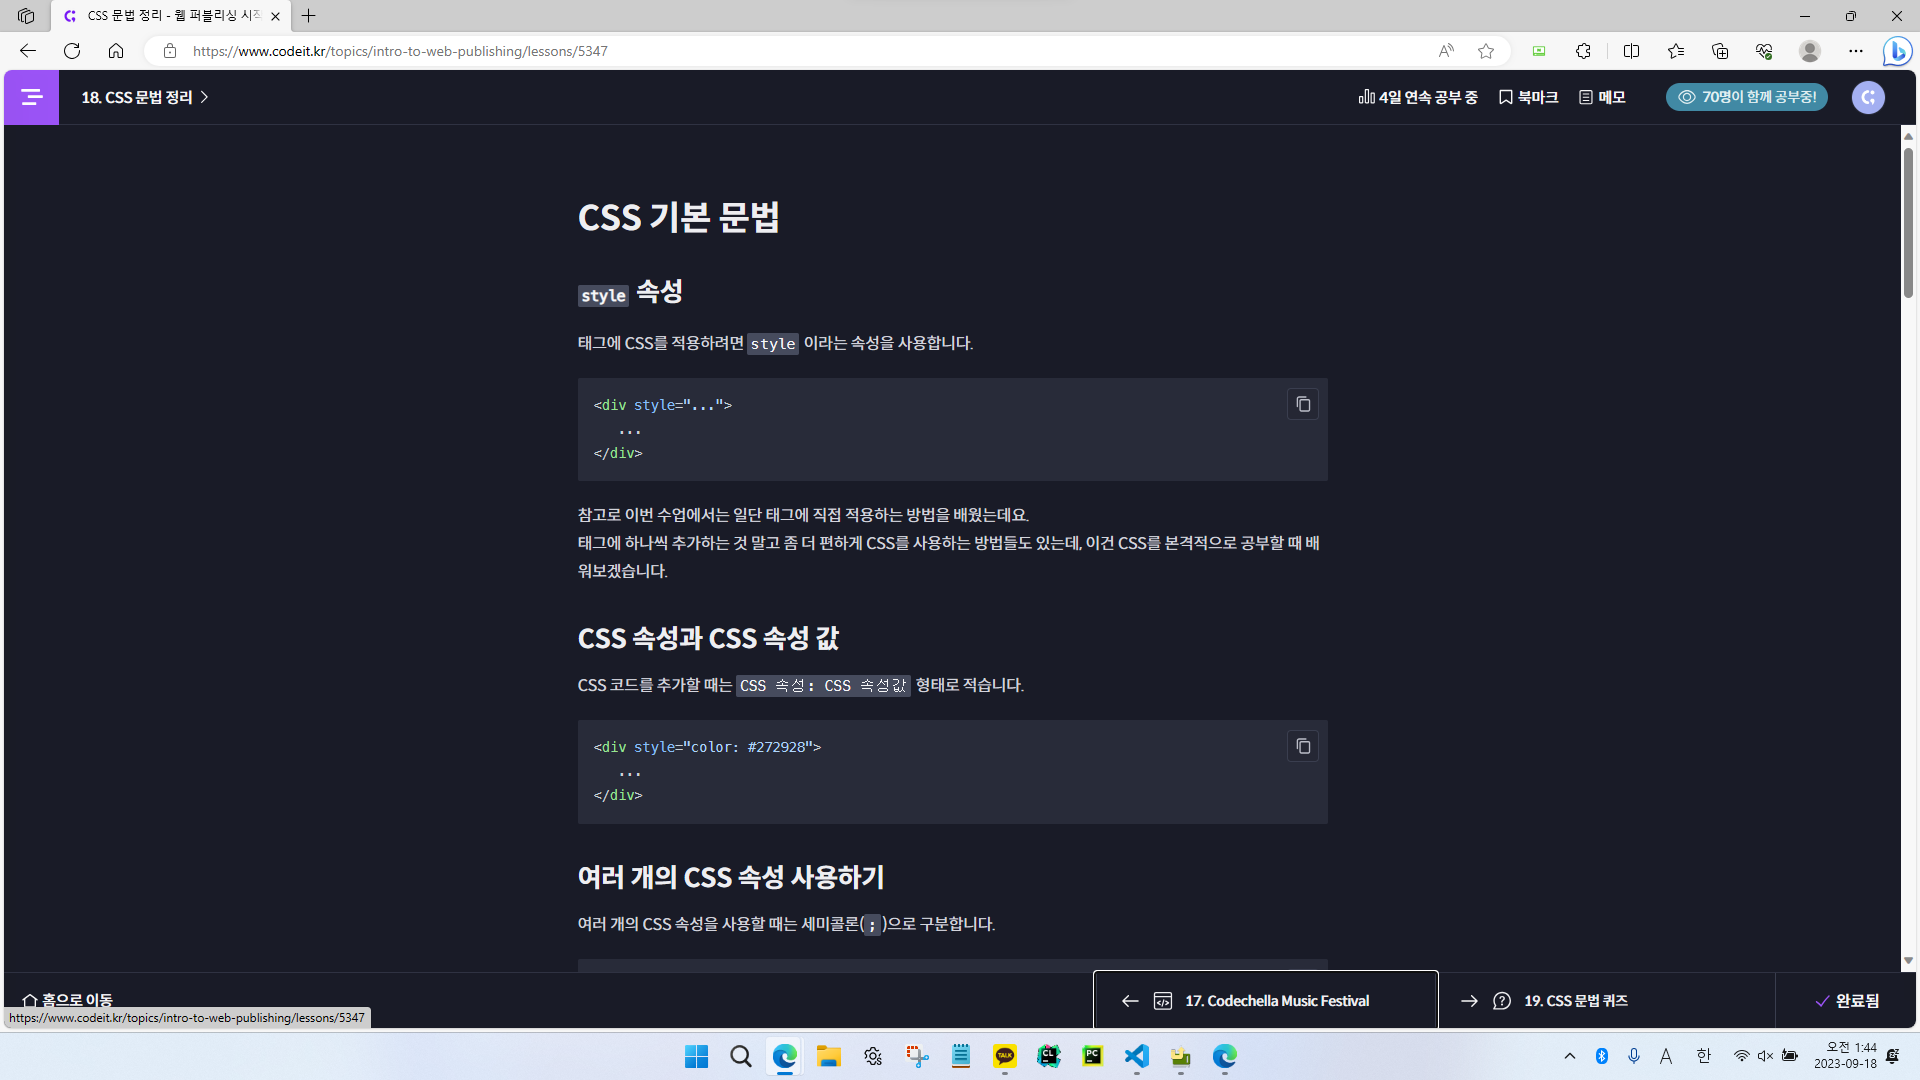 CSS 문법 정리 - 웹 퍼블리싱 시작
https://www.codeit.kr/topics/intro-to-web-publishing/lessons/5347
18. CSS 문법 정리
4일 연속 공부 중
북마크
메모
70명이 함께 공부중!
CSS 기본 문법
style 속성
태그에 CSS를 적용하려면 style 이라는 속성을 사용합니다.
<div style="...">
...
</div>
참고로 이번 수업에서는 일단 태그에 직접 적용하는 방법을 배웠는데요.
태그에 하나씩 추가하는 것 말고 좀 더 편하게 CSS를 사용하는 방법들도 있는데, 이건 CSS를 본격적으로 공부할 때 배
워보겠습니다.
CSS 속성과 CSS 속성 값
CSS 코드를 추가할 때는 CSS 속성: CSS 속성값 형태로 적습니다.
<div style="color: #272928">
...
</div>
여러 개의 CSS 속성 사용하기
여러 개의 CSS 속성을 사용할 때는 세미콜론(;)으로 구분합니다.
홈으로 이동
17. Codechella Music Festival
19. CSS 문법 퀴즈
완료됨
https://www.codeit.kr/topics/intro-to-web-publishing/lessons/5347
TALK
CL
PC
A
한
오전 1:44
2023-09-18